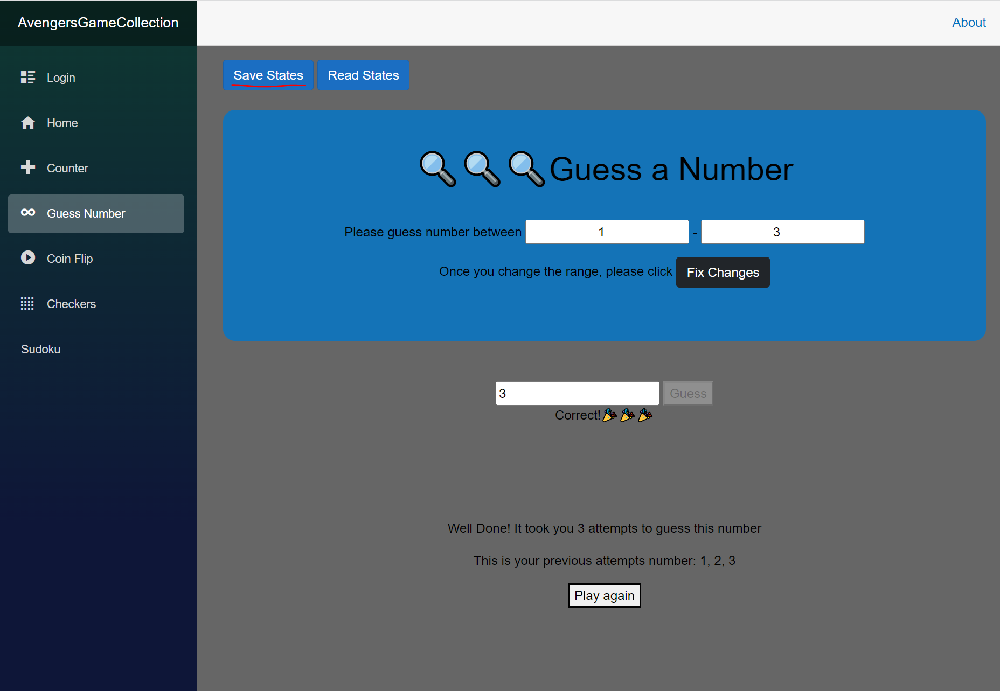 AvengersGameCollection
About
Login
Home
Counter
Guess Number
Coin Flip
Checkers
Sudoku
Save States Read States
Guess a Number
Please guess number between 1 - 3
Once you change the range, please click Fix Changes
3 Guess
Correct!
Well Done! It took you 3 attempts to guess this number
This is your previous attempts number: 1, 2, 3
Play again